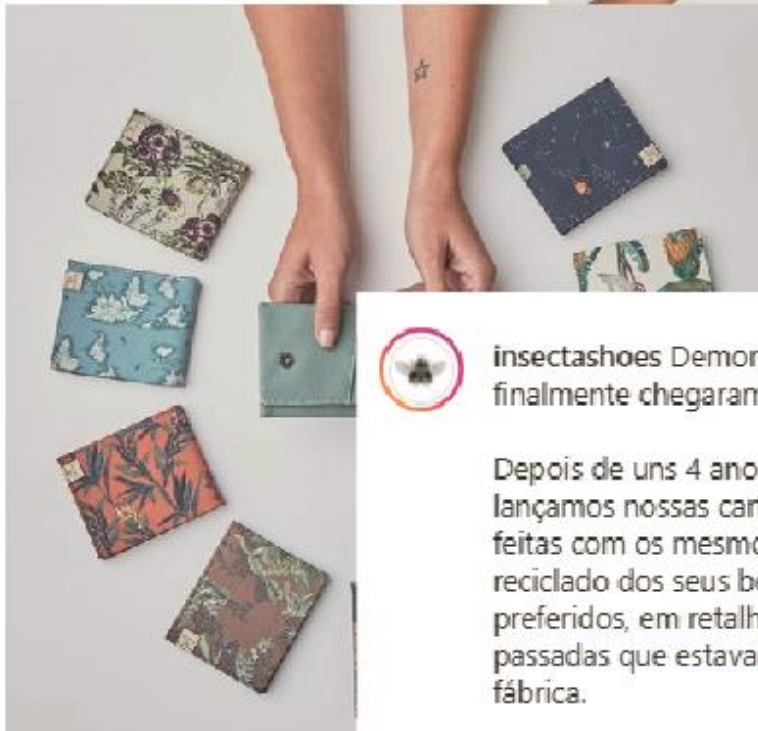 insectashoes
finalmente chegaram
Depois de uns 4
lançamos nossas
feitas com os
reciclado dos seus
preferidos, em
passadas que
fábrica.